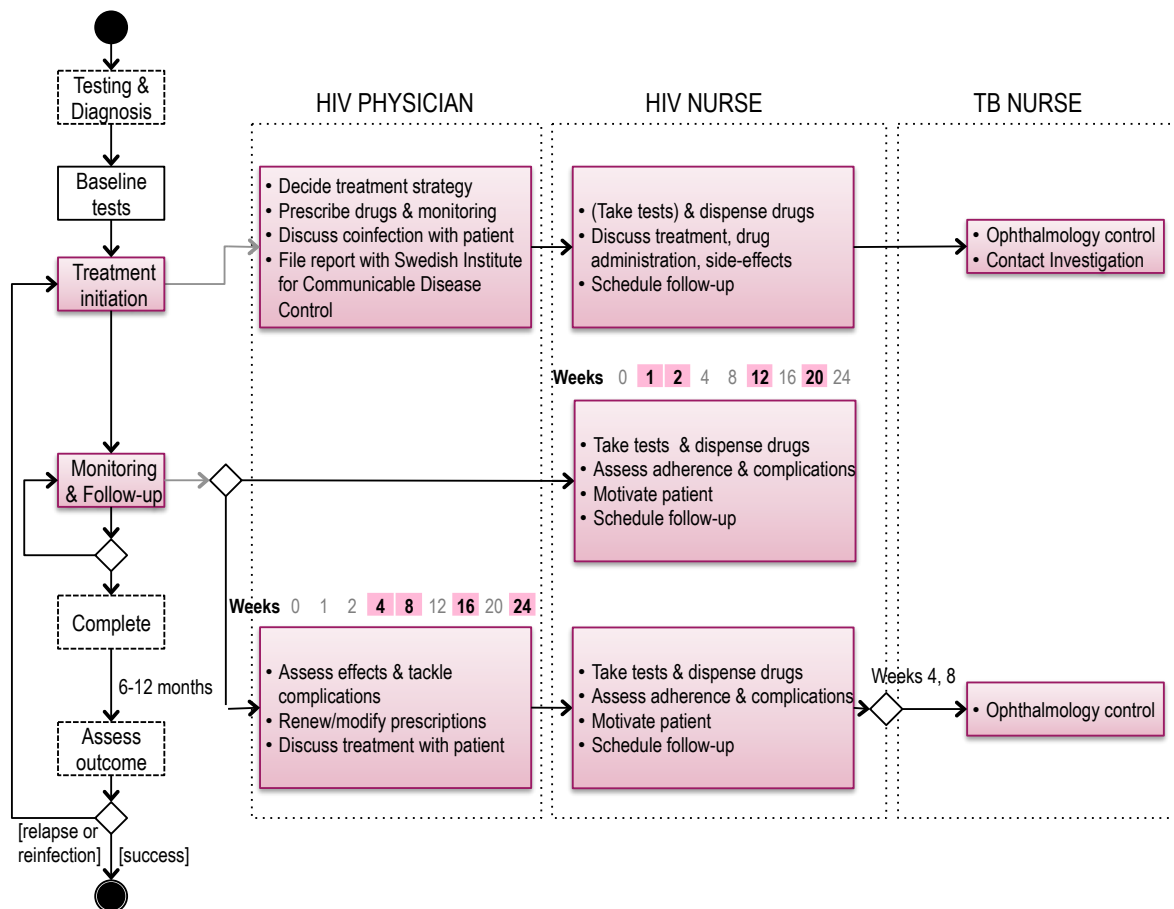 HIV PHYSICIAN
HIV NURSE
TB NURSE
Testing &
Diagnosis
Baseline
tests
Treatment
initiation
• Decide treatment strategy
• Prescribe drugs & monitoring
• Discuss coinfection with patient
• File report with Swedish Institute
for Communicable Disease
Control
• (Take tests) & dispense drugs
• Discuss treatment, drug
administration, side-effects
• Schedule follow-up
• Ophthalmology control
• Contact Investigation
Weeks 0 1 2 4 8 12 16 20 24
Monitoring
& Follow-up
• Take tests & dispense drugs
• Assess adherence & complications
• Motivate patient
• Schedule follow-up
Complete
6-12 months
Assess
outcome
Weeks 0 1 2 4 8 12 16 20 24
• Assess effects & tackle
complications
• Renew/modify prescriptions
• Discuss treatment with patient
• Take tests & dispense drugs
• Assess adherence & complications
• Motivate patient
• Schedule follow-up
Weeks 4, 8
• Ophthalmology control
[relapse or
reinfection]
[success]